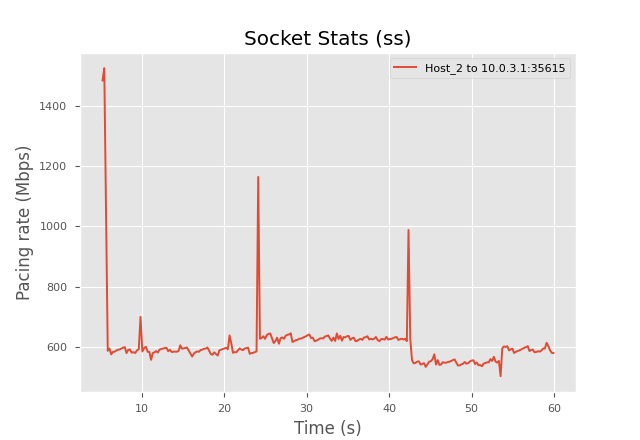 Socket Stats (ss)
Host_2 to 10.0.3.1:35615
Pacing rate (Mbps)
1400
1200
1000
800
600
10 20 30 40 50 60
Time (s)